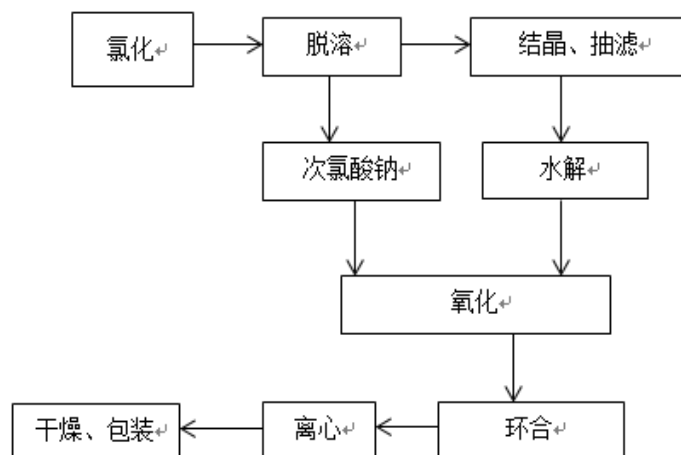 氯化
脱溶
结晶、抽滤
次氯酸钠
水解
氧化
干燥、包装
离心
环合